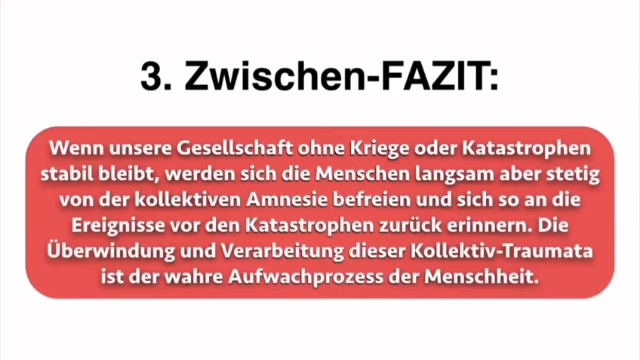 3. Zwischen-FAZIT:
Wenn unsere Gesellschaft ohne Kriege oder Katastrophen
stabil bleibt, werden sich die Menschen langsam aber stetig
von der kollektiven Amnesie befreien und sich so an die
Ereignisse vor den Katastrophen zurück erinnern. Die
Überwindung und Verarbeitung dieser Kollektiv-Traumata
ist der wahre Aufwachprozess der Menschheit.